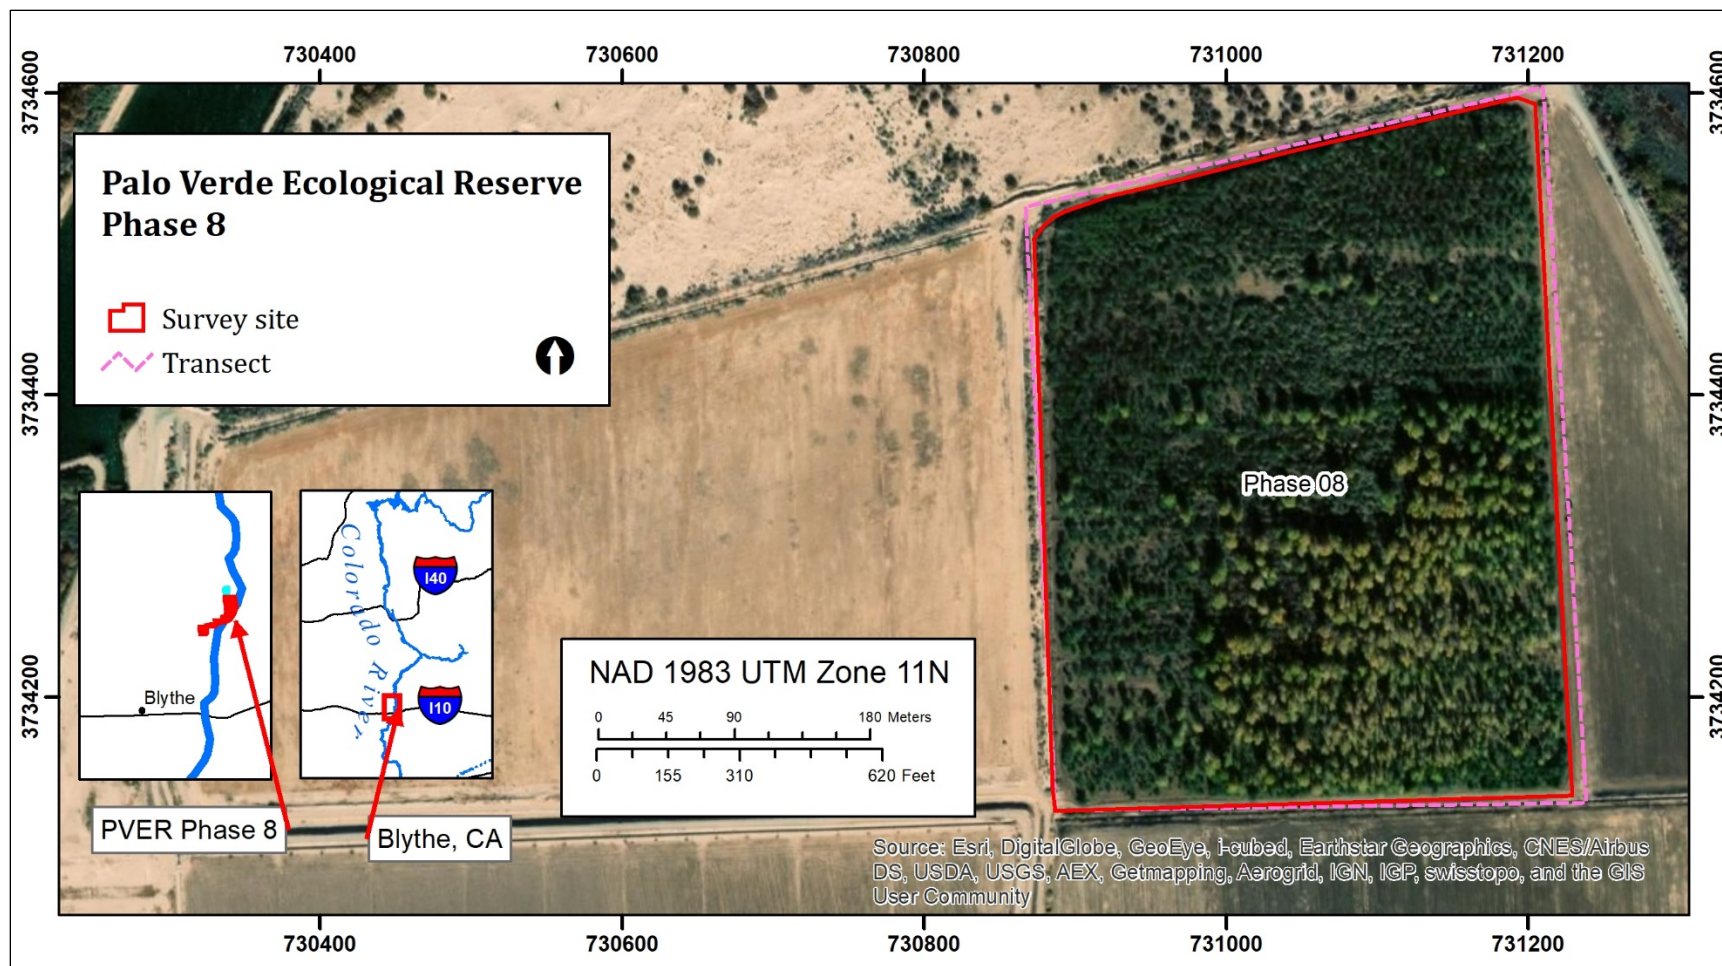 730400 730600 730800 731000 731200
3734600 3734600
Palo Verde Ecological Reserve
Phase 8
Survey site
Transect
3734400 3734400
Phase 08
Colorado River
I40
I10
Blythe
3734200 3734200
NAD 1983 UTM Zone 11N
0 45 90 180 Meters
0 155 310 620 Feet
PVER Phase 8
Blythe, CA
Source: Esri, DigitalGlobe, GeoEye, i-cubed, Earthstar Geographics, CNES/Airbus
DS, USDA, USGS, AEX, Getmapping, Aerogrid, IGN, IGP, swisstopo, and the GIS
User Community
730400 730600 730800 731000 731200